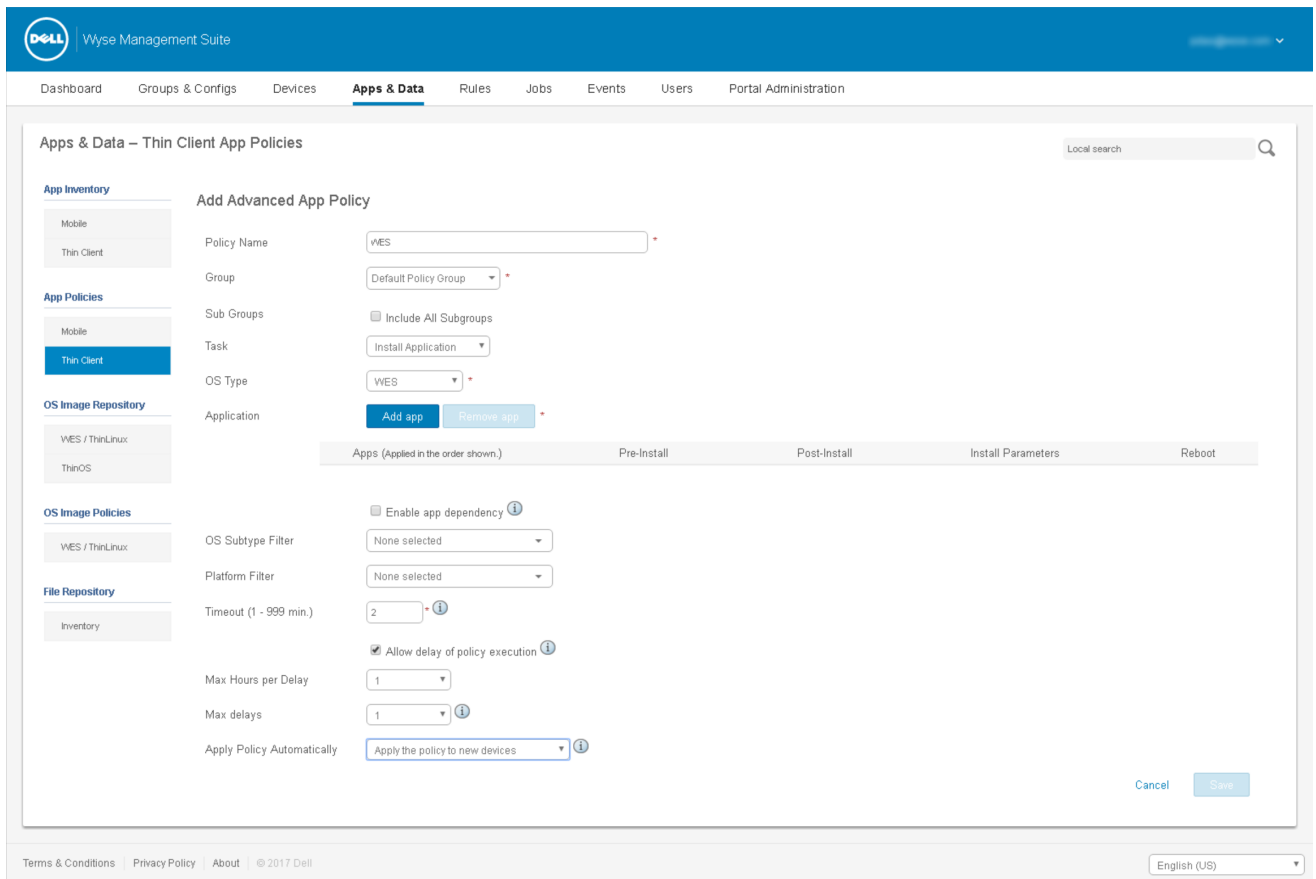 DELL
Wyse Management Suite
Dashboard Groups & Configs Devices Apps & Data Rules Jobs Events Users Portal Administration
Apps & Data – Thin Client App Policies
Local search
App Inventory
Mobile
Thin Client
App Policies
Mobile
Thin Client
OS Image Repository
WES / ThinLinux
ThinOS
OS Image Policies
WES / ThinLinux
File Repository
Inventory
Add Advanced App Policy
Policy Name WES *
Group Default Policy Group *
Sub Groups Include All Subgroups
Task Install Application
OS Type WES *
Application Add app Remove app *
Apps (Applied in the order shown.) Pre-Install Post-Install Install Parameters Reboot
Enable app dependency i
OS Subtype Filter None selected
Platform Filter None selected
Timeout (1 - 999 min.) 2 * i
Allow delay of policy execution i
Max Hours per Delay 1
Max delays 1 i
Apply Policy Automatically Apply the policy to new devices i
Cancel Save
Terms & Conditions Privacy Policy About © 2017 Dell
English (US)